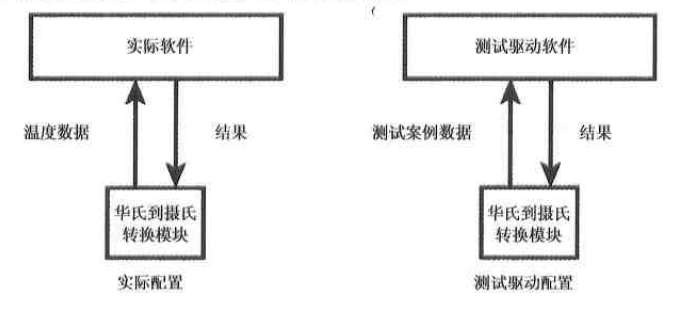 实际软件
测试驱动软件
温度数据
结果
测试案例数据
结果
华氏到摄氏
转换模块
华氏到摄氏
转换模块
实际配置
测试驱动配置